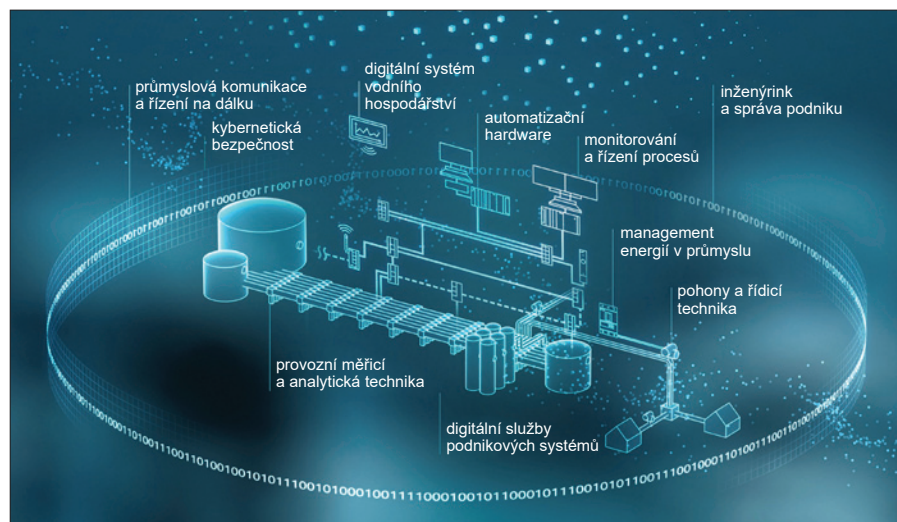 průmyslová komunikace
a řízení na dálku
kybernetická
bezpečnost
digitální systém
vodního
hospodářství
automatizační
hardware
monitorování
a řízení procesů
inženýrink
a správa podniku
management
energií v průmyslu
pohony a řídicí
technika
provozní měřicí
a analytická technika
digitální služby
podnikových systémů